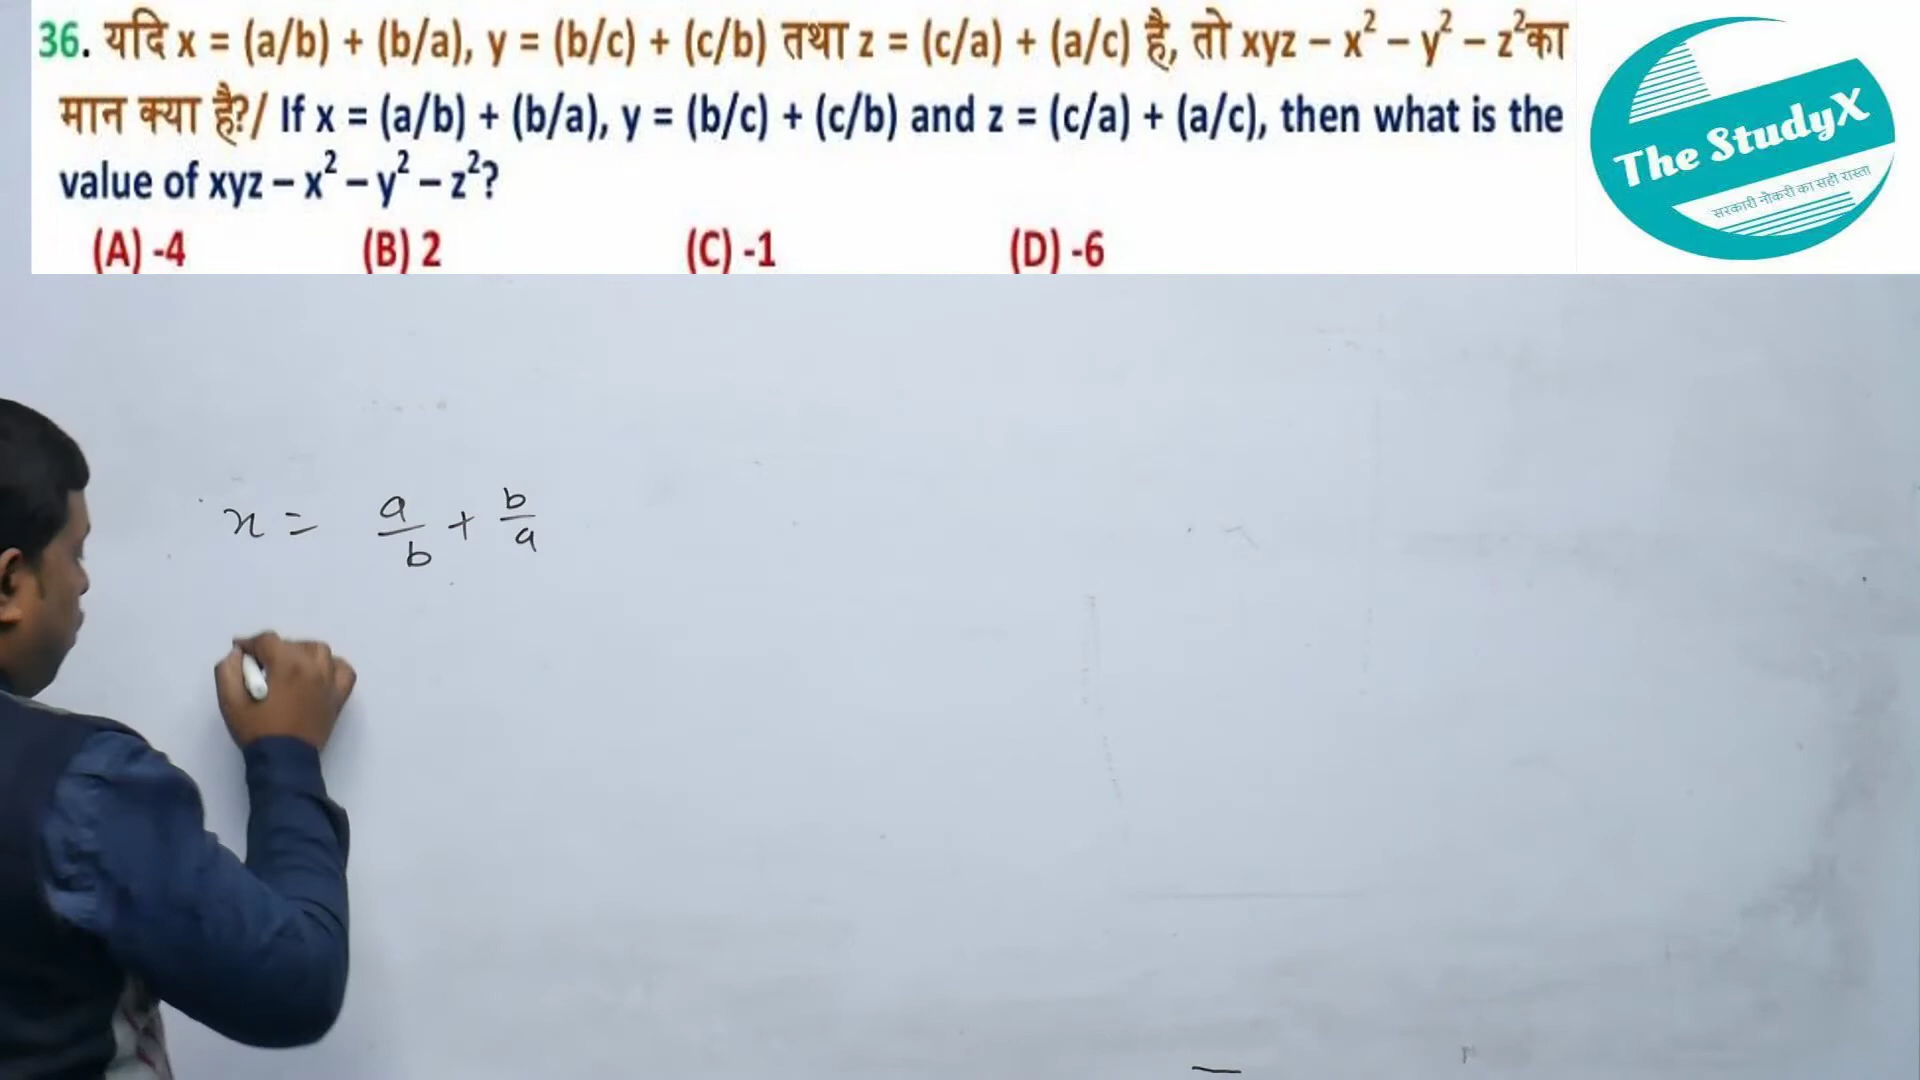 36. यदि x = (a/b) + (b/a), y = (b/c) + (c/b) तथा z = (c/a) + (a/c) है, तो xyz – x² – y² – z²का
मान क्या है?/ If x = (a/b) + (b/a), y = (b/c) + (c/b) and z = (c/a) + (a/c), then what is the
value of xyz – x² – y² – z²?
(A) -4 (B) 2 (C) -1 (D) -6
The StudyX
सरकारी नौकरी का सही रास्ता
x = a/b + b/a